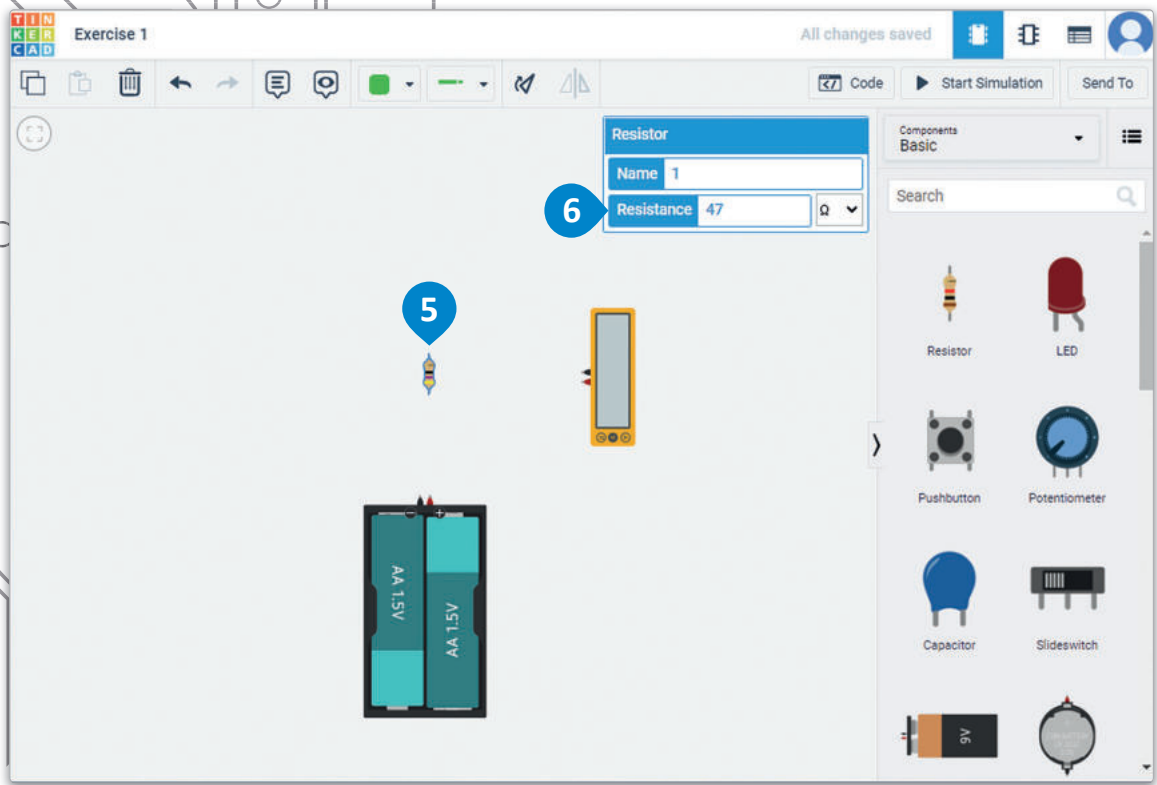 TIN
KER
CAD
Exercise 1
All changes saved
Code
Start Simulation
Send To
Resistor
Name 1
6
Resistance 47 Ω
Components
Basic
Search
5
Resistor
LED
Pushbutton
Potentiometer
AA 1.5V
AA 1.5V
Capacitor
Slideswitch
9V